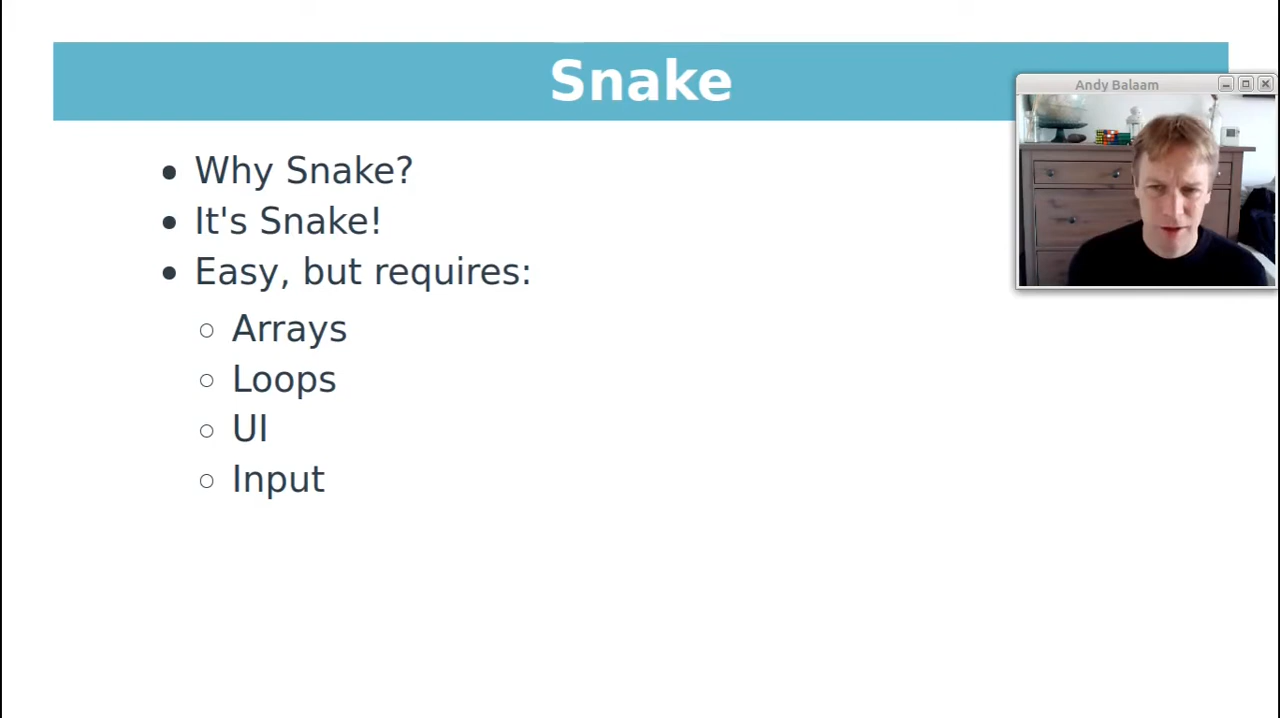 Snake
Andy Balaam
Why Snake?
It's Snake!
Easy, but requires:
Arrays
Loops
UI
Input